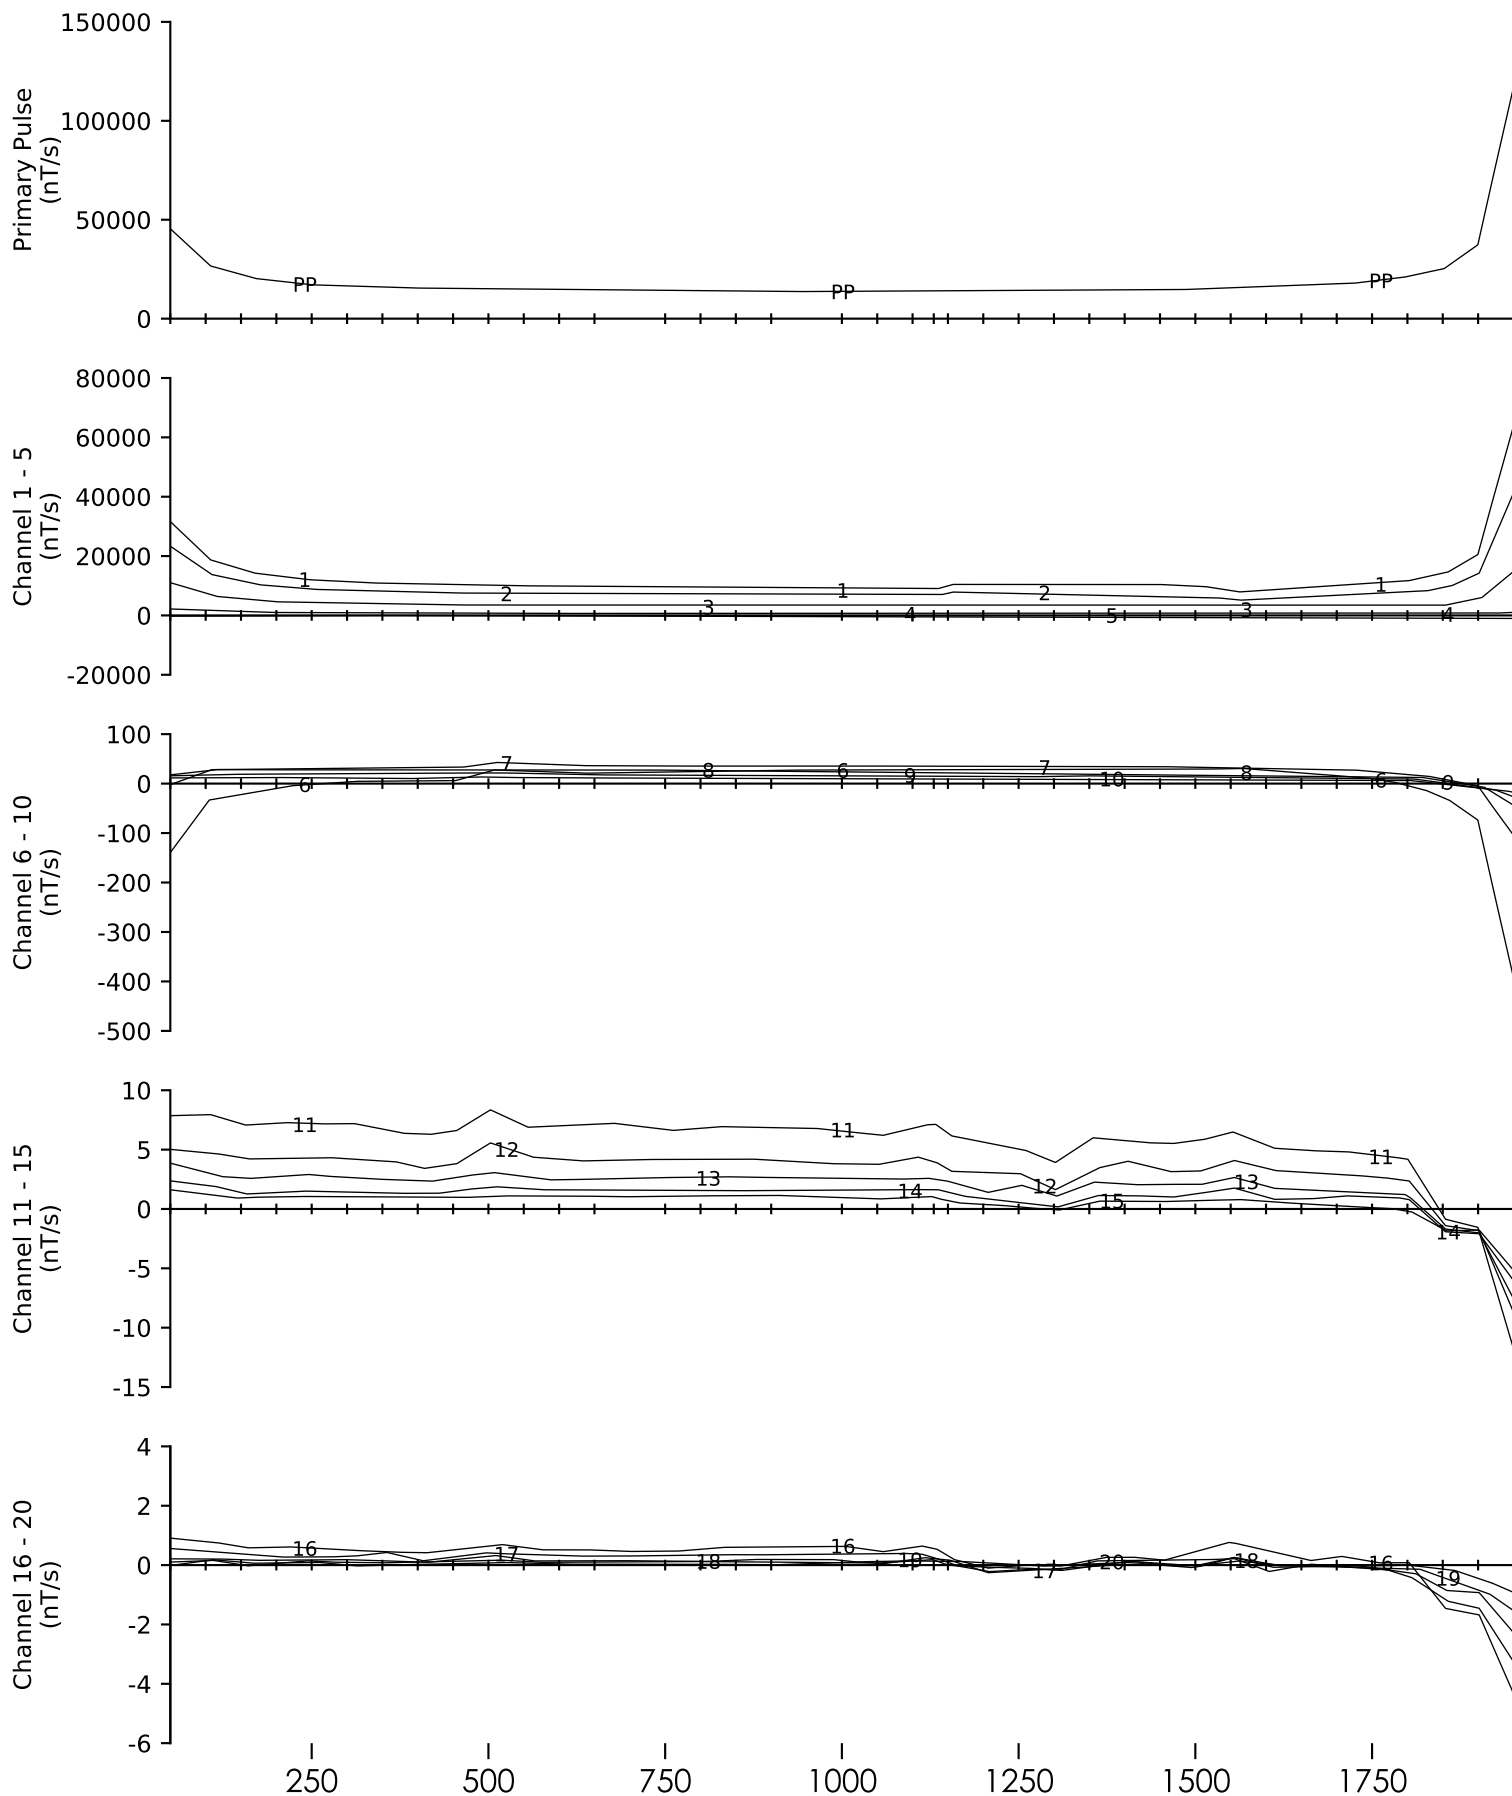 150000
100000
50000
0
Primary Pulse
(nT/s)
PP PP PP
80000
60000
40000
20000
0
-20000
Channel 1 - 5
(nT/s)
1 2 3 1 4 2 5 3 1 4
100
0
-100
-200
-300
-400
-500
Channel 6 - 10
(nT/s)
6 7 8 6 9 7 10 8 6 9
10
5
0
-5
-10
-15
Channel 11 - 15
(nT/s)
11 12 13 11 14 12 15 13 11 14
4
2
0
-2
-4
-6
Channel 16 - 20
(nT/s)
16 17 18 16 19 17 20 18 16 19
250 500 750 1000 1250 1500 1750